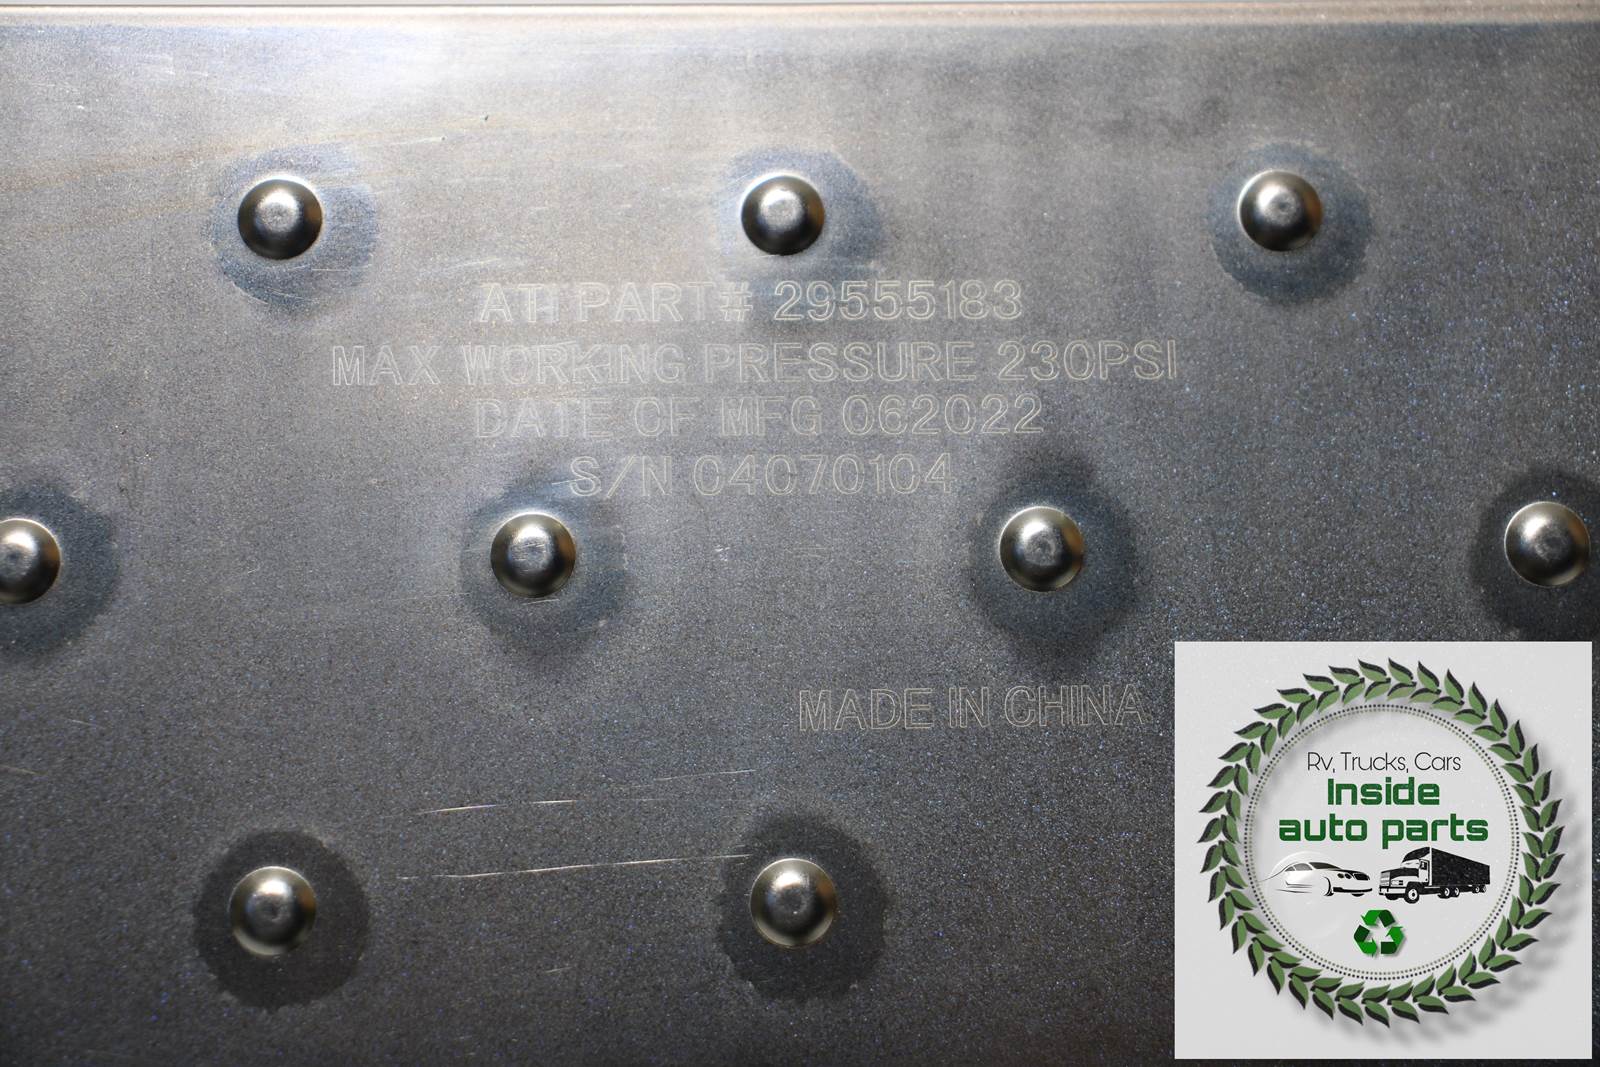 ATI PART# 29555183
MAX WORKING PRESSURE 230PSI
DATE OF MFG 062022
S/N 04070104
MADE IN CHINA
Rv, Trucks, Cars
Inside
auto parts